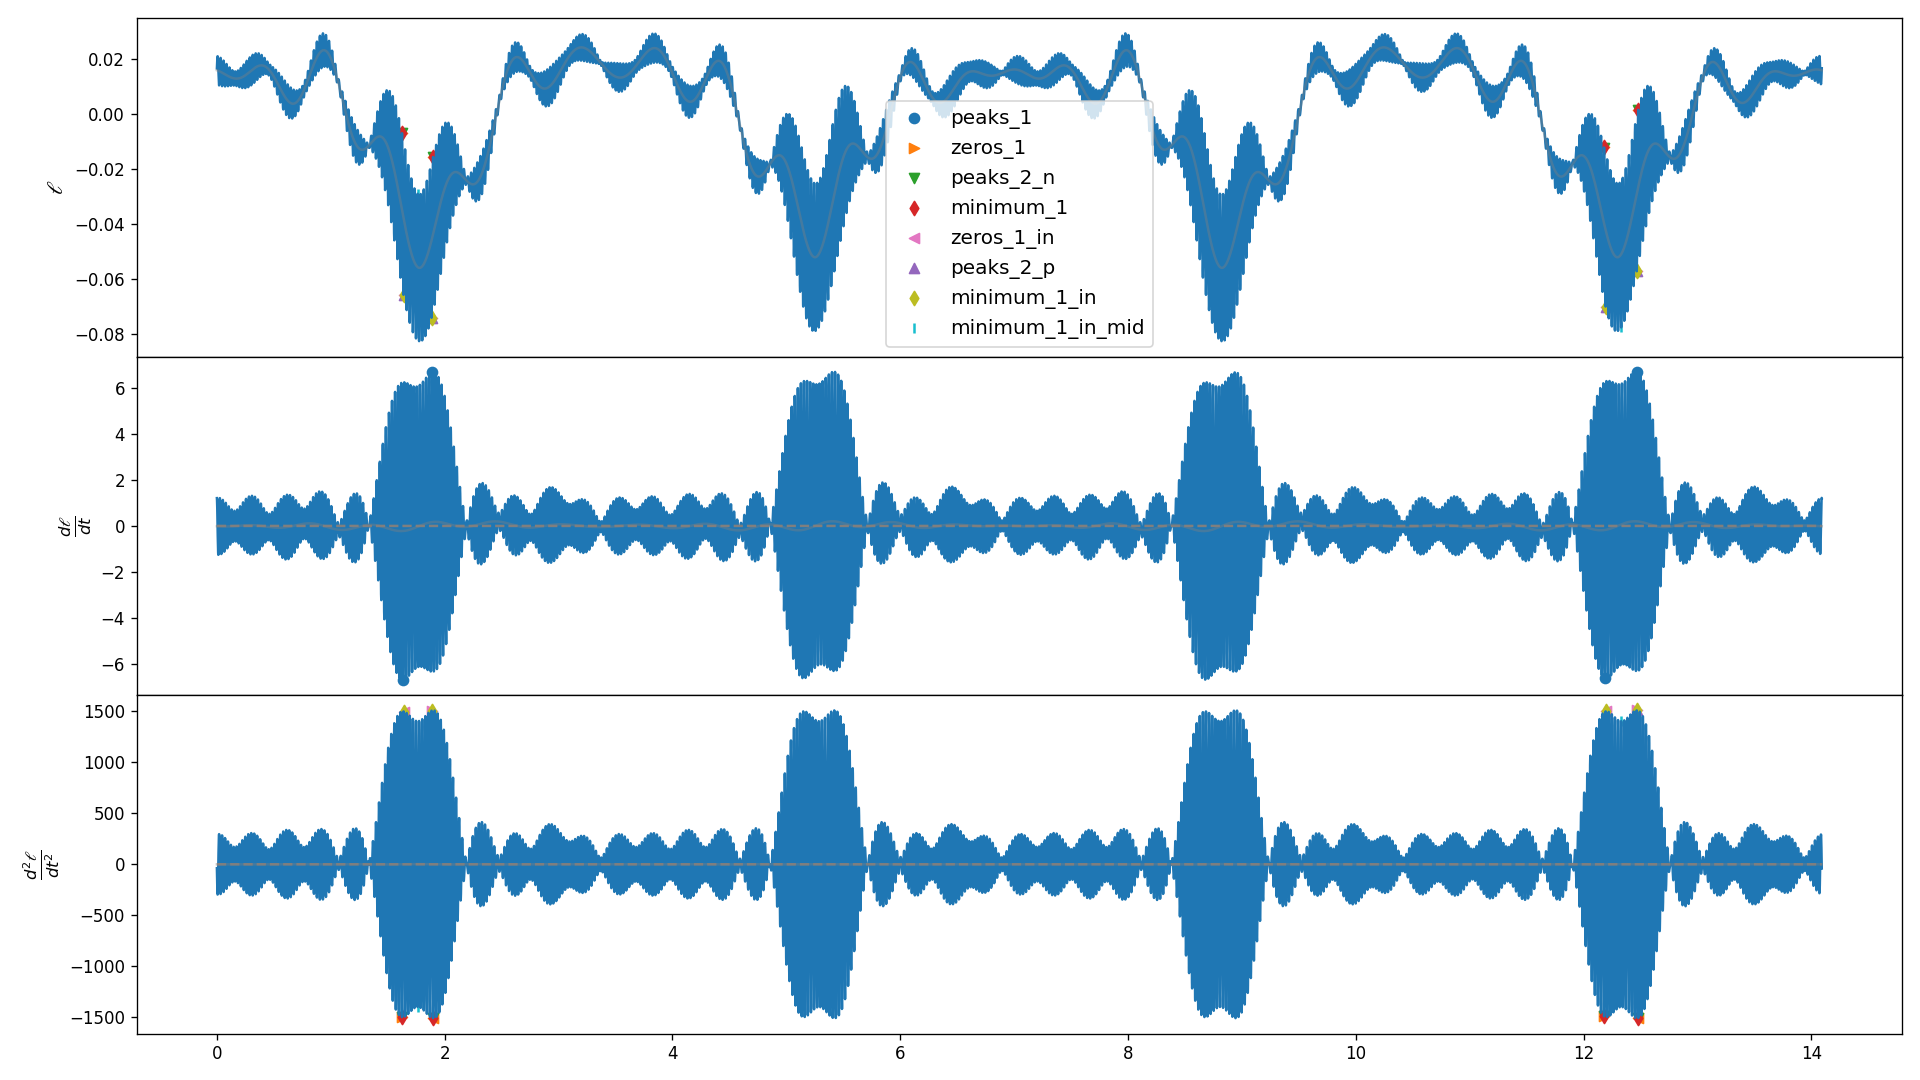 0.02
0.00
−0.02
−0.04
−0.06
−0.08
ℓ
peaks_1
zeros_1
peaks_2_n
minimum_1
zeros_1_in
peaks_2_p
minimum_1_in
minimum_1_in_mid
6
4
2
0
−2
−4
−6
dℓ
dt
1500
1000
500
0
−500
−1000
−1500
d²ℓ
dt²
0 2 4 6 8 10 12 14